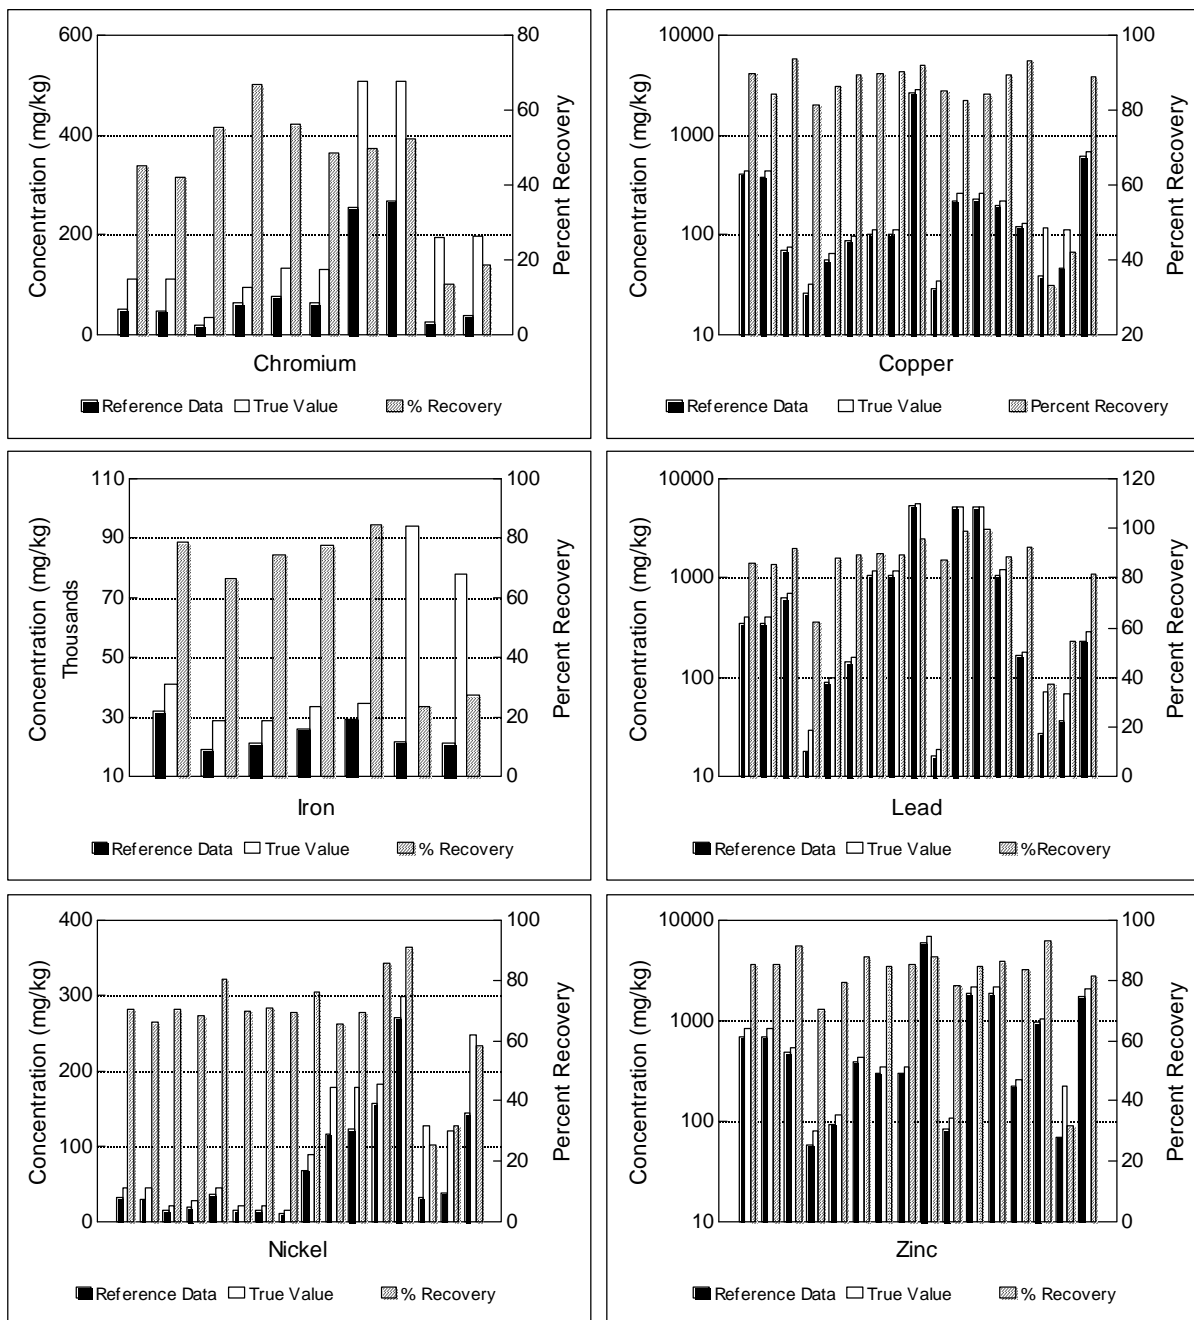 600
400
200
0
80
60
40
20
0
Concentration (mg/kg)
Percent Recovery
Chromium
Reference Data True Value % Recovery
10000
1000
100
10
100
80
60
40
20
Concentration (mg/kg)
Percent Recovery
Copper
Reference Data True Value Percent Recovery
110
90
70
50
30
10
100
80
60
40
20
0
Concentration (mg/kg)
Thousands
Percent Recovery
Iron
Reference Data True Value % Recovery
10000
1000
100
10
120
100
80
60
40
20
0
Concentration (mg/kg)
Percent Recovery
Lead
Reference Data True Value %Recovery
400
300
200
100
0
100
80
60
40
20
0
Concentration (mg/kg)
Percent Recovery
Nickel
Reference Data True Value % Recovery
10000
1000
100
10
100
80
60
40
20
0
Concentration (mg/kg)
Percent Recovery
Zinc
Reference Data True Value % Recovery